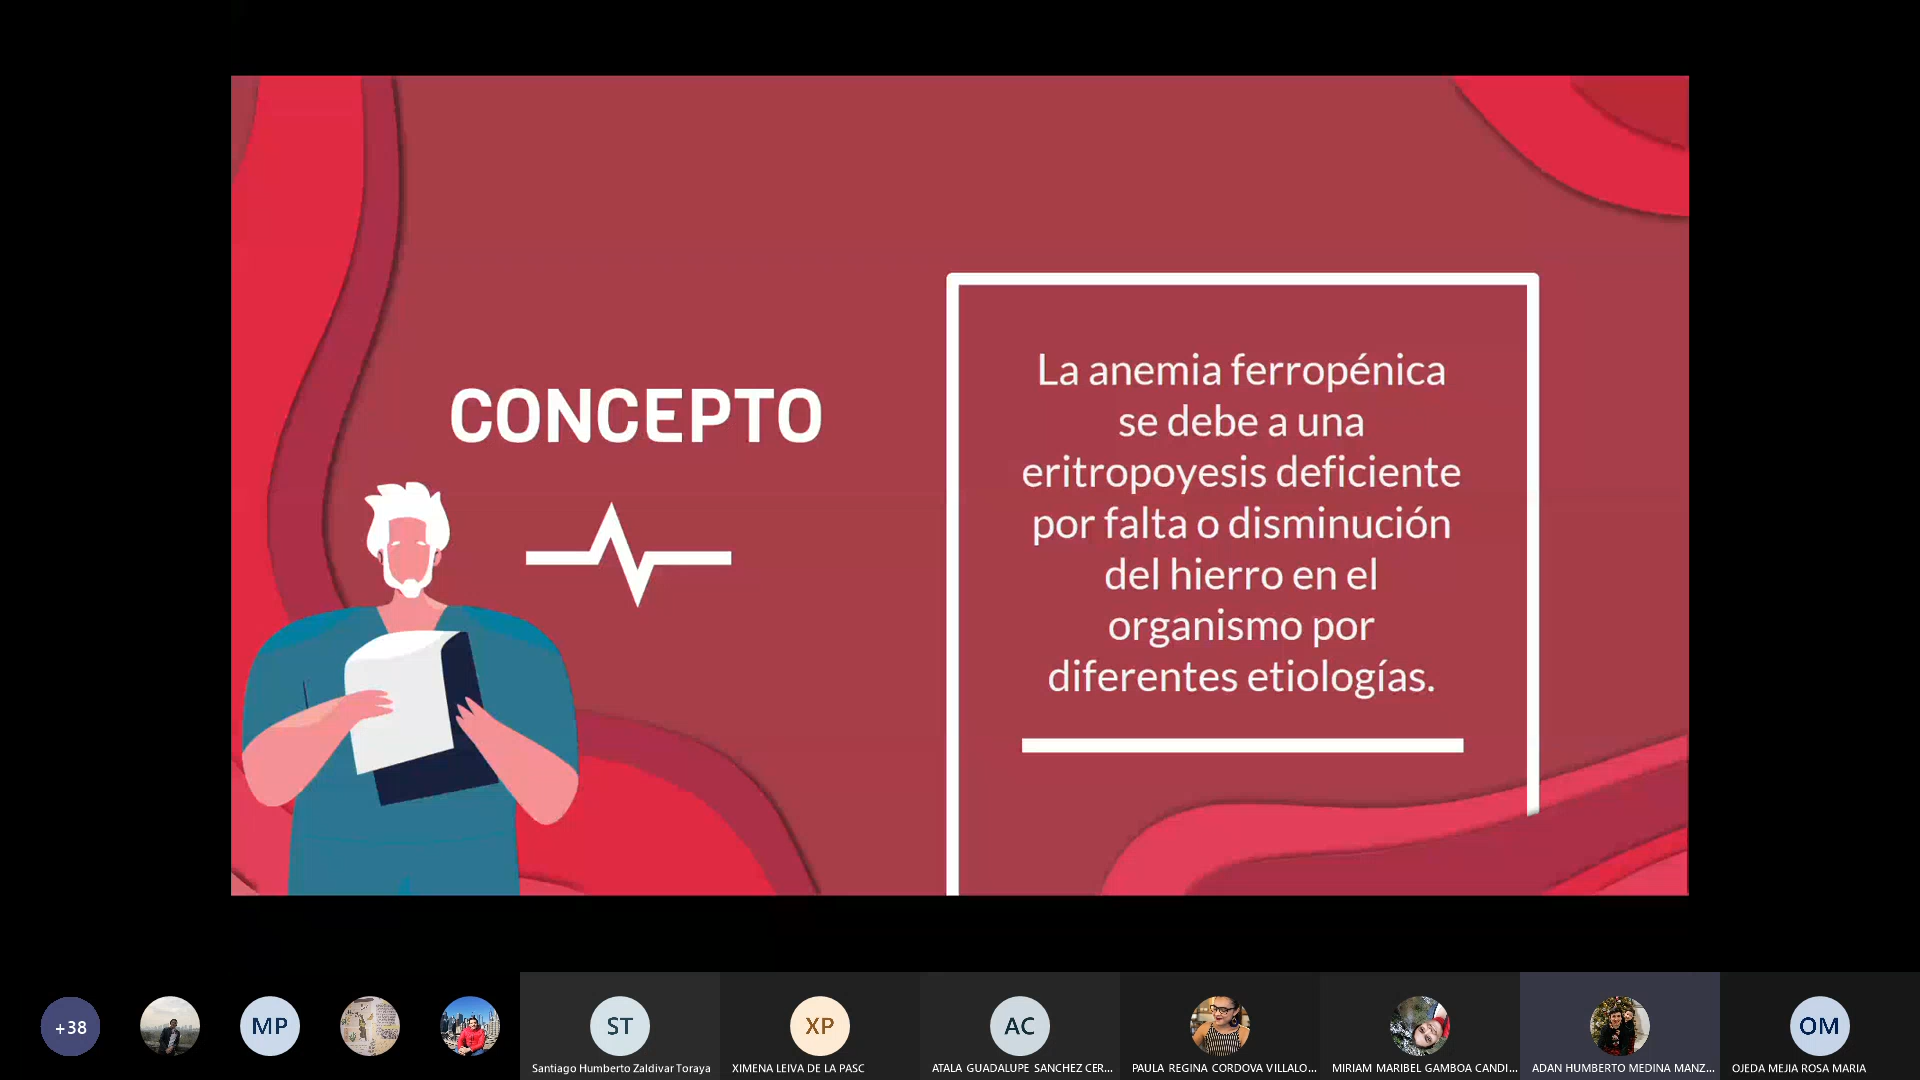 CONCEPTO
La anemia ferropénica
se debe a una
eritropoyesis deficiente
por falta o disminución
del hierro en el
organismo por
diferentes etiologías.
+38
MP
ST
XP
AC
OM
Santiago Humberto Zaldivar Toraya
XIMENA LEIVA DE LA PASC
ATALA GUADALUPE SANCHEZ CER...
PAULA REGINA CORDOVA VILLALO...
MIRIAM MARIBEL GAMBOA CANDI...
ADAN HUMBERTO MEDINA MANZ...
OJEDA MEJIA ROSA MARIA